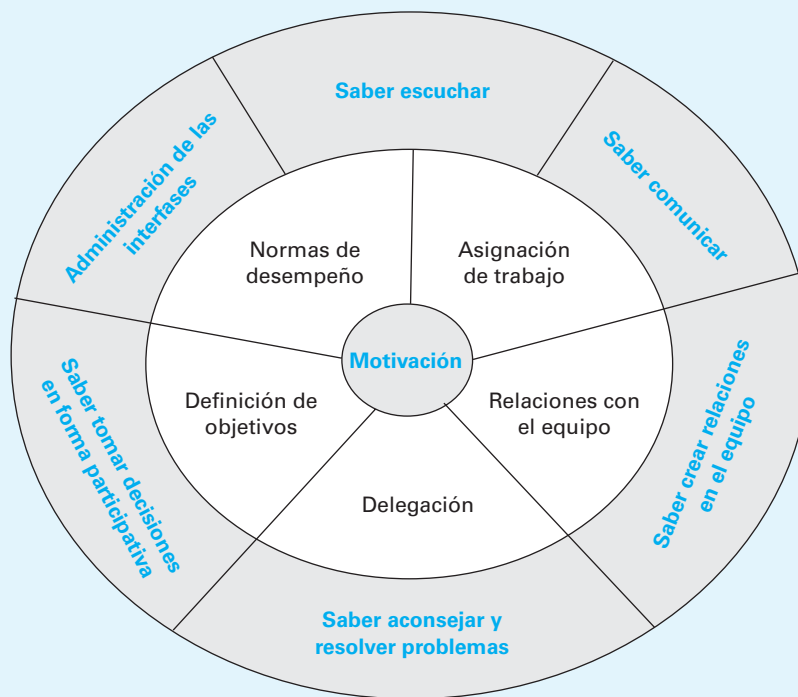 Saber escuchar
Saber comunicar
Administración de las
interfases
Normas de
desempeño
Asignación
de trabajo
Motivación
Definición de
objetivos
Relaciones con
el equipo
Delegación
Saber tomar decisiones
en forma participativa
Saber crear relaciones
en el equipo
Saber aconsejar y
resolver problemas